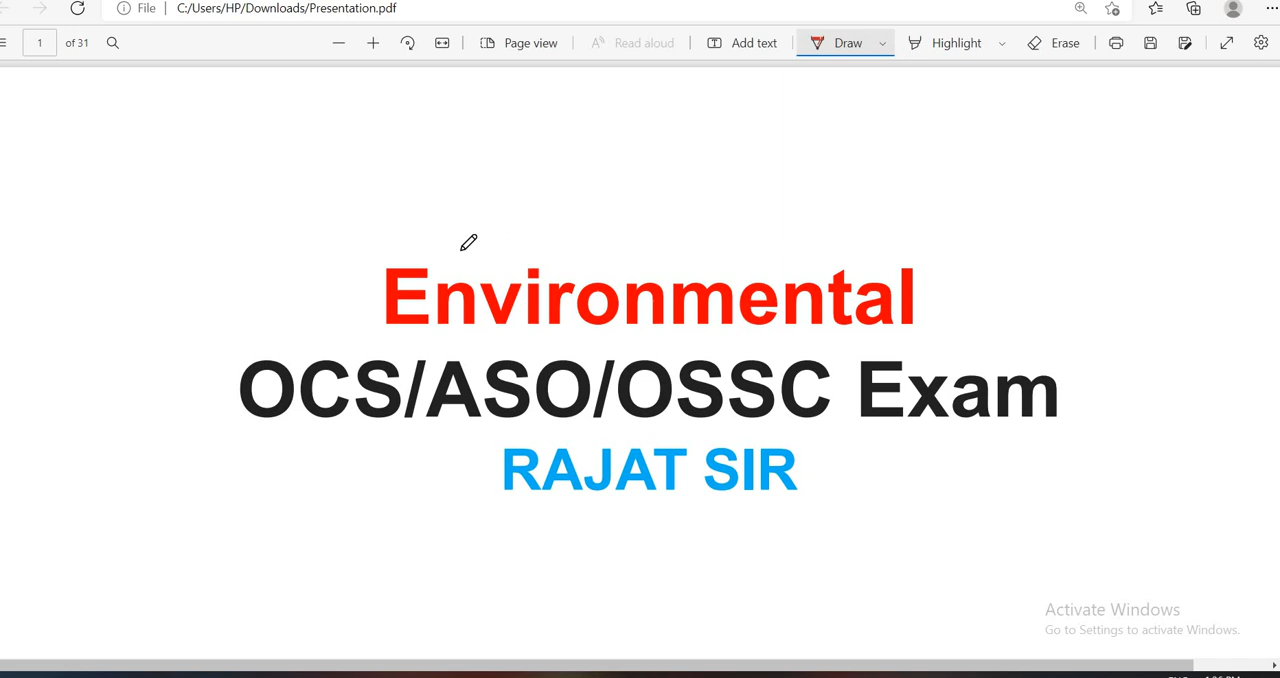 File C:/Users/HP/Downloads/Presentation.pdf
1 of 31 Page view Read aloud Add text Draw Highlight Erase
Environmental
OCS/ASO/OSSC Exam
RAJAT SIR
Activate Windows
Go to Settings to activate Windows.